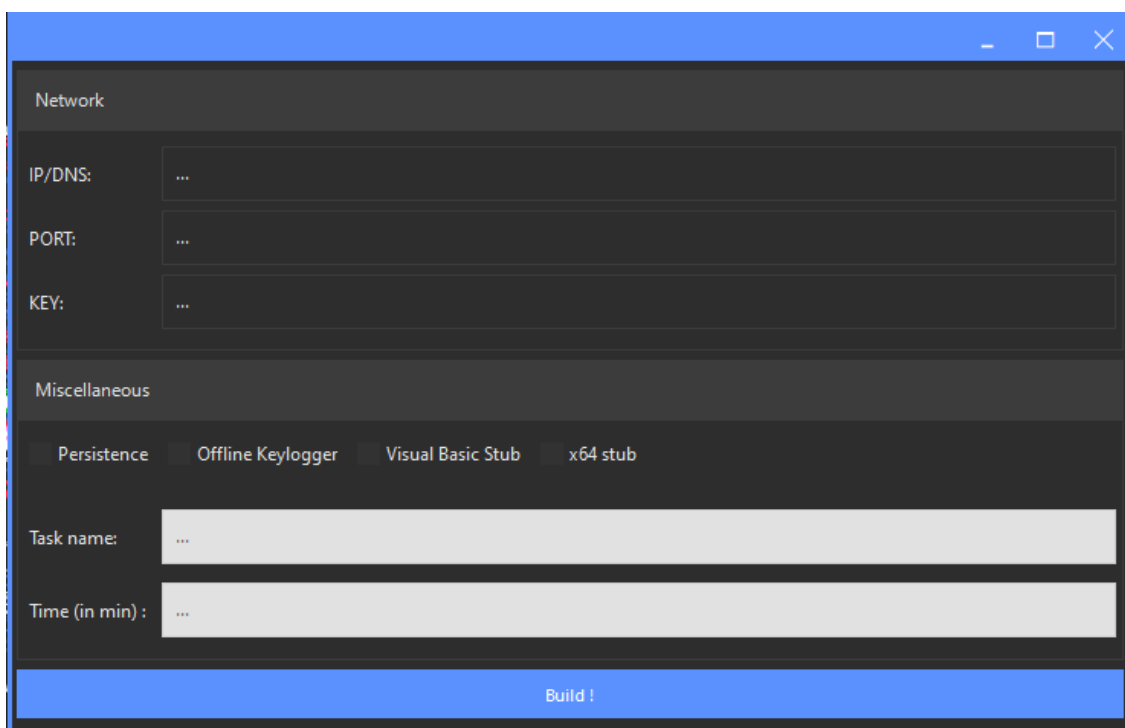 Network
IP/DNS: ...
PORT: ...
KEY: ...
Miscellaneous
Persistence Offline Keylogger Visual Basic Stub x64 stub
Task name: ...
Time (in min) : ...
Build !